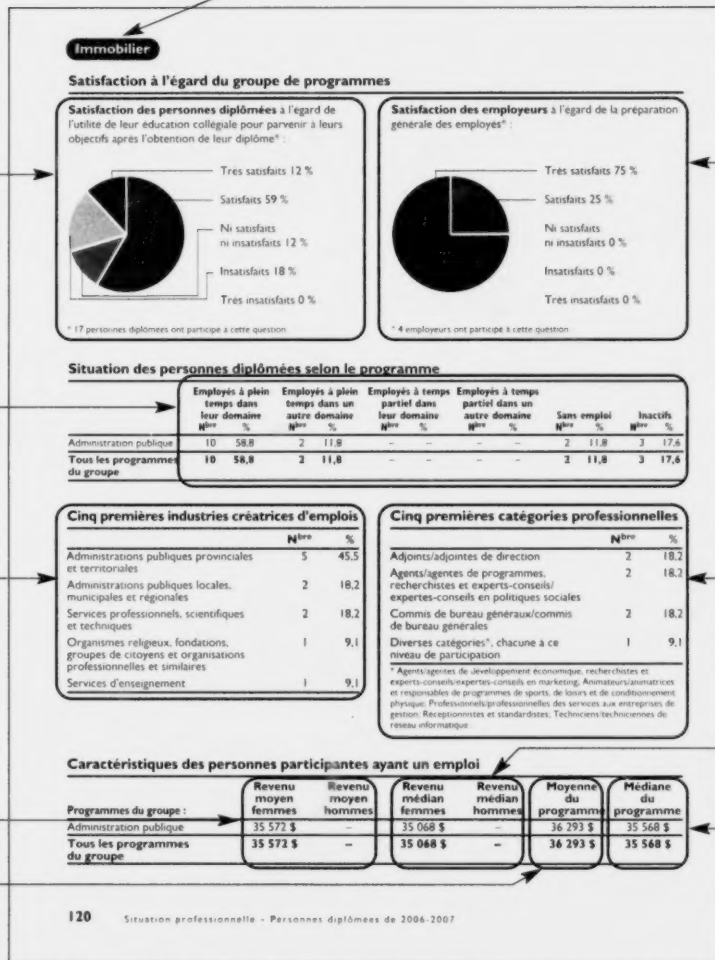 Immobilier
Satisfaction à l'égard du groupe de programmes
Satisfaction des personnes diplômées à l'égard de
l'utilité de leur éducation collégiale pour parvenir à leurs
objectifs après l'obtention de leur diplôme* :
Très satisfaits 12 %
Satisfaits 59 %
Ni satisfaits
ni insatisfaits 12 %
Insatisfaits 18 %
Très insatisfaits 0 %
* 17 personnes diplômées ont participé à cette question
Satisfaction des employeurs à l'égard de la préparation
générale des employés* :
Très satisfaits 75 %
Satisfaits 25 %
Ni satisfaits
ni insatisfaits 0 %
Insatisfaits 0 %
Très insatisfaits 0 %
* 4 employeurs ont participé à cette question
Situation des personnes diplômées selon le programme
Employés à plein temps dans leur domaine Employés à plein temps dans un autre domaine Employés à temps partiel dans leur domaine Employés à temps partiel dans un autre domaine Sans emploi Inactifs
Nbre % Nbre % Nbre % Nbre % Nbre % Nbre %
Administration publique 10 58,8 2 11,8 – – – – 2 11,8 3 17,6
Tous les programmes 10 58,8 2 11,8 – – – – 2 11,8 3 17,6
du groupe
Cinq premières industries créatrices d'emplois
Nbre %
Administrations publiques provinciales 5 45,5
et territoriales
Administrations publiques locales, 2 18,2
municipales et régionales
Services professionnels, scientifiques 2 18,2
et techniques
Organismes religieux, fondations, 1 9,1
groupes de citoyens et organisations
professionnelles et similaires
Services d'enseignement 1 9,1
Cinq premières catégories professionnelles
Nbre %
Adjoints/adjointes de direction 2 18,2
Agents/agentes de programmes, 2 18,2
recherchistes et experts-conseils/
expertes-conseils en politiques sociales
Commis de bureau généraux/commis 2 18,2
de bureau générales
Diverses catégories*, chacune à ce 1 9,1
niveau de participation
* Agents/agentes de développement économique, recherchistes et
experts-conseils/expertes-conseils en marketing; Animateurs/animatrices
et responsables de programmes de sports, de loisirs et de conditionnement
physique; Professionnels/professionnelles des services aux entreprises de
gestion; Réceptionnistes et standardistes; Techniciens/techniciennes de
réseau informatique
Caractéristiques des personnes participantes ayant un emploi
Programmes du groupe : Revenu moyen femmes Revenu moyen hommes Revenu médian femmes Revenu médian hommes Moyenne du programme Médiane du programme
Administration publique 35 572 $ – 35 068 $ – 36 293 $ 35 568 $
Tous les programmes 35 572 $ – 35 068 $ – 36 293 $ 35 568 $
du groupe
120 Situation professionnelle - Personnes diplômées de 2006-2007